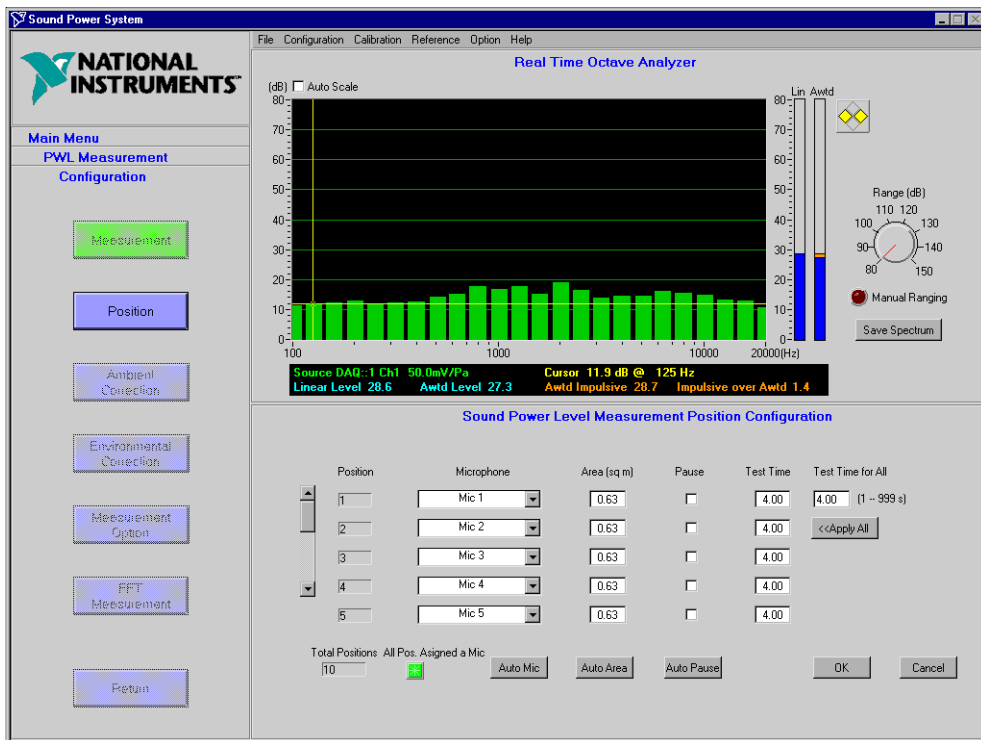 Sound Power System
NATIONAL
INSTRUMENTS™
Main Menu
PWL Measurement
Configuration
Measurement
Position
Ambient
Correction
Environmental
Correction
Measurement
Option
FFT
Measurement
Return
File Configuration Calibration Reference Option Help
Real Time Octave Analyzer
(dB) Auto Scale
80-
70-
60-
50-
40-
30-
20-
10-
0-
100 1000 10000 20000(Hz)
Lin Awtd
80-
70-
60-
50-
40-
30-
20-
10-
0-
Range (dB)
110 120
100 130
90 140
80 150
Manual Ranging
Save Spectrum
Source DAQ::1 Ch1 50.0mV/Pa Cursor 11.9 dB @ 125 Hz
Linear Level 28.6 Awtd Level 27.3 Awtd Impulsive 28.7 Impulsive over Awtd 1.4
Sound Power Level Measurement Position Configuration
Position Microphone Area (sq m) Pause Test Time Test Time for All
1 Mic 1 0.63 4.00 4.00 (1 -- 999 s)
2 Mic 2 0.63 4.00 <<Apply All
3 Mic 3 0.63 4.00
4 Mic 4 0.63 4.00
5 Mic 5 0.63 4.00
Total Positions All Pos. Asigned a Mic
10 Auto Mic Auto Area Auto Pause OK Cancel